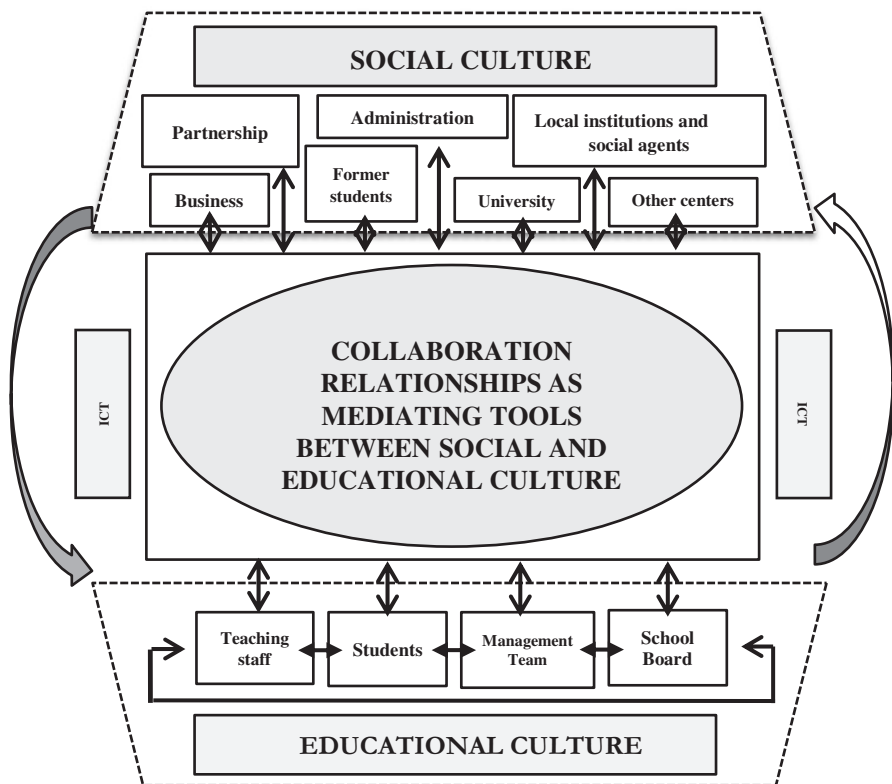 SOCIAL CULTURE
Partnership
Administration
Local institutions and
social agents
Business
Former
students
University
Other centers
ICT
COLLABORATION
RELATIONSHIPS AS
MEDIATING TOOLS
BETWEEN SOCIAL AND
EDUCATIONAL CULTURE
ICT
Teaching
staff
Students
Management
Team
School
Board
EDUCATIONAL CULTURE